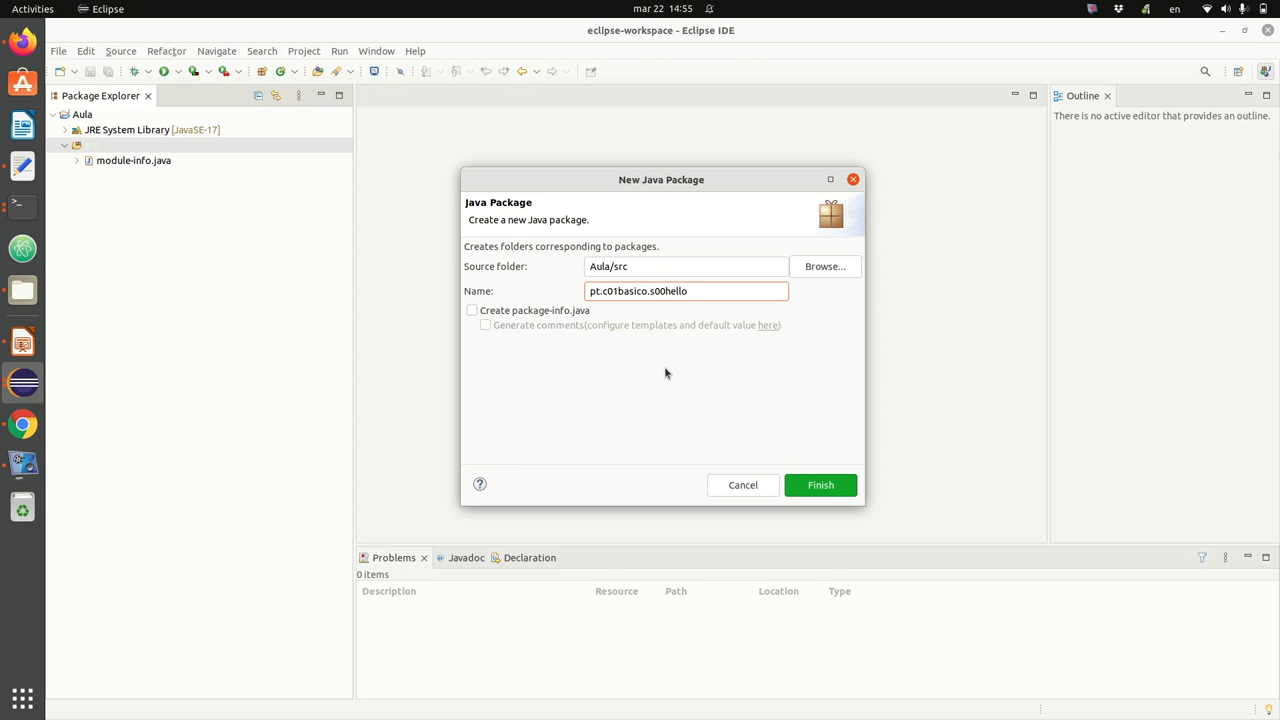 Activities
Eclipse
mar 22 14:55
en
eclipse-workspace - Eclipse IDE
File Edit Source Refactor Navigate Search Project Run Window Help
Package Explorer
Outline
Aula
JRE System Library [JavaSE-17]
src
module-info.java
There is no active editor that provides an outline.
New Java Package
Java Package
Create a new Java package.
Creates folders corresponding to packages.
Source folder: Aula/src Browse...
Name: pt.c01basico.s00hello
Create package-info.java
Generate comments(configure templates and default value here)
Cancel Finish
Problems Javadoc Declaration
0 items
Description Resource Path Location Type